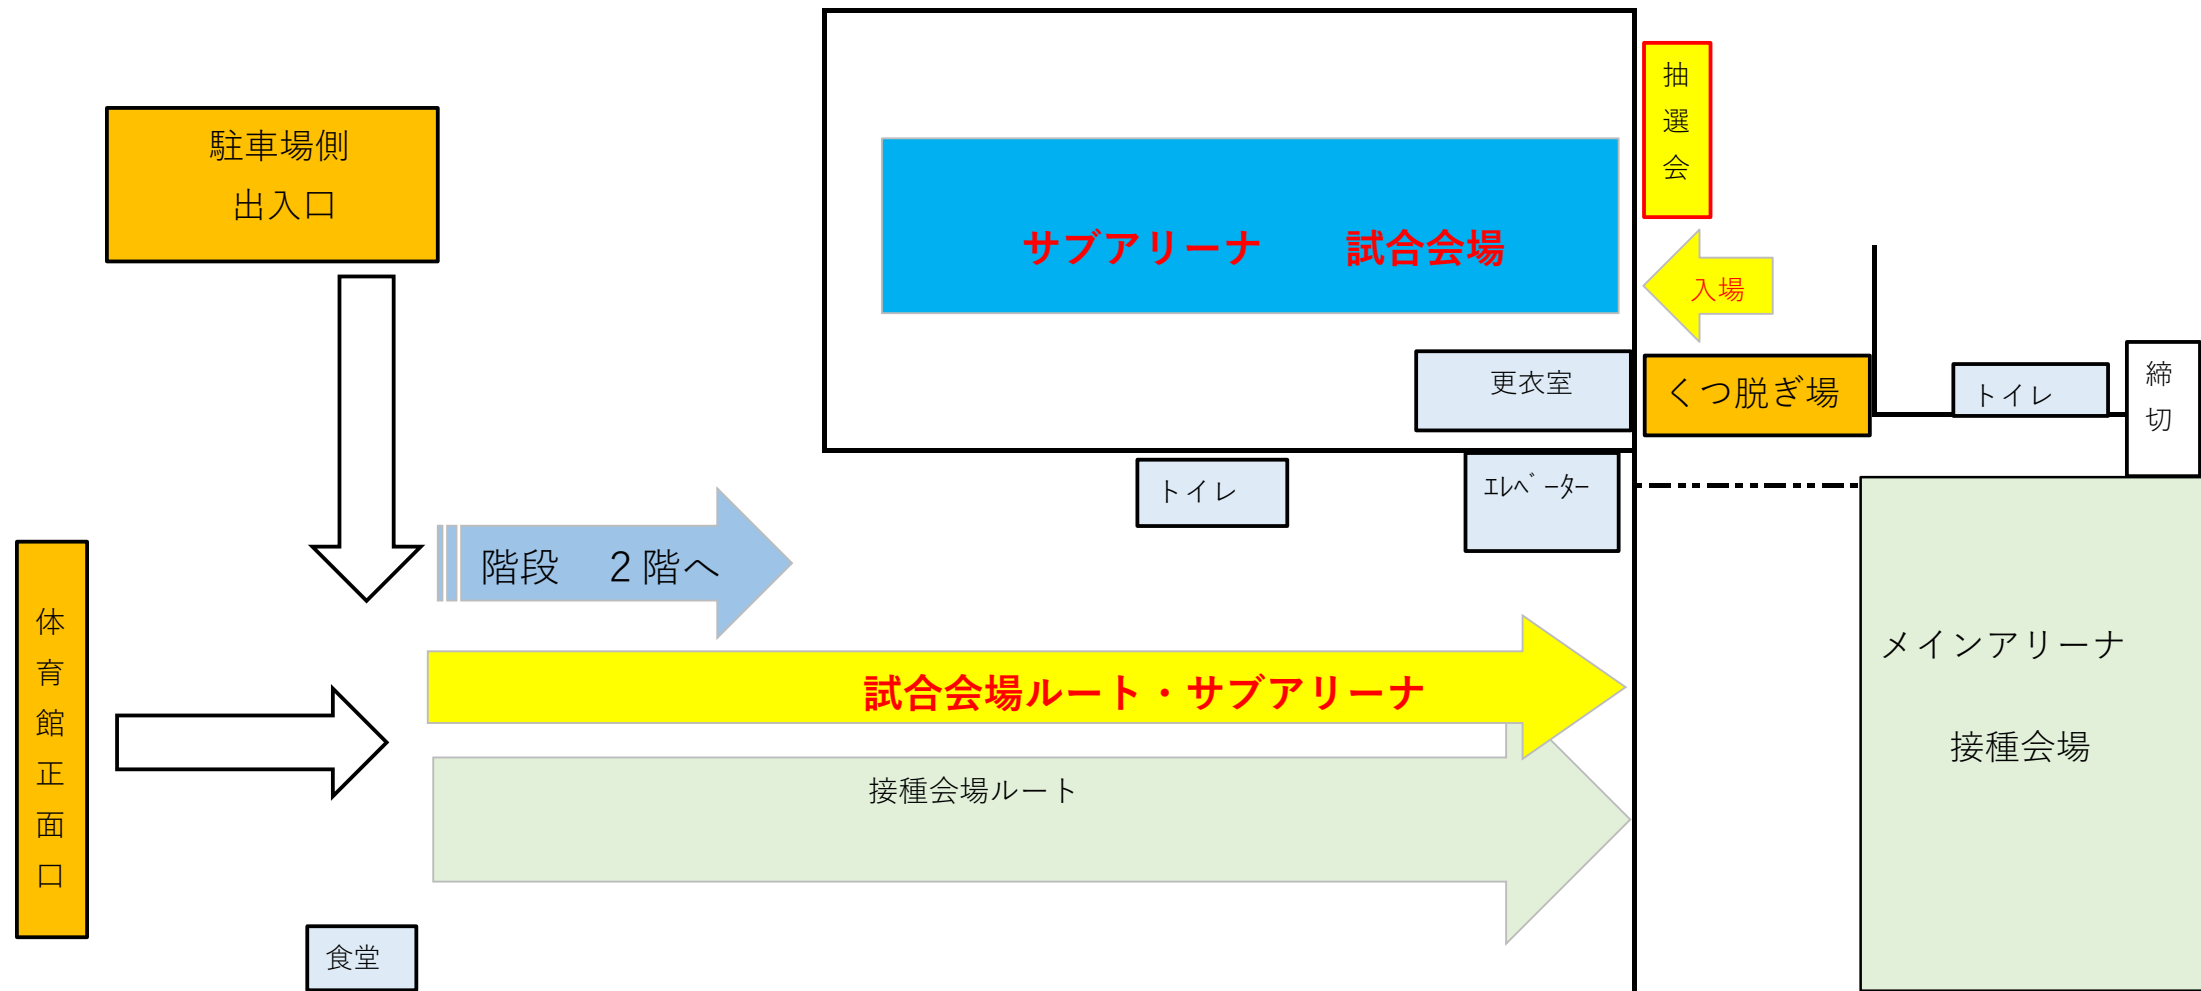 抽選会
駐車場側
出入口
サブアリーナ　　試合会場
入場
更衣室
くつ脱ぎ場
トイレ
締切
トイレ
ｴﾚﾍﾞｰﾀｰ
階段　２階へ
体育館正面口
試合会場ルート・サブアリーナ
メインアリーナ
接種会場
接種会場ルート
食堂